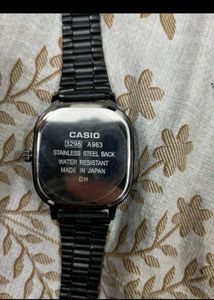 CASIO
3298 A963
STAINLESS STEEL BACK
WATER RESISTANT
MADE IN JAPAN
DH